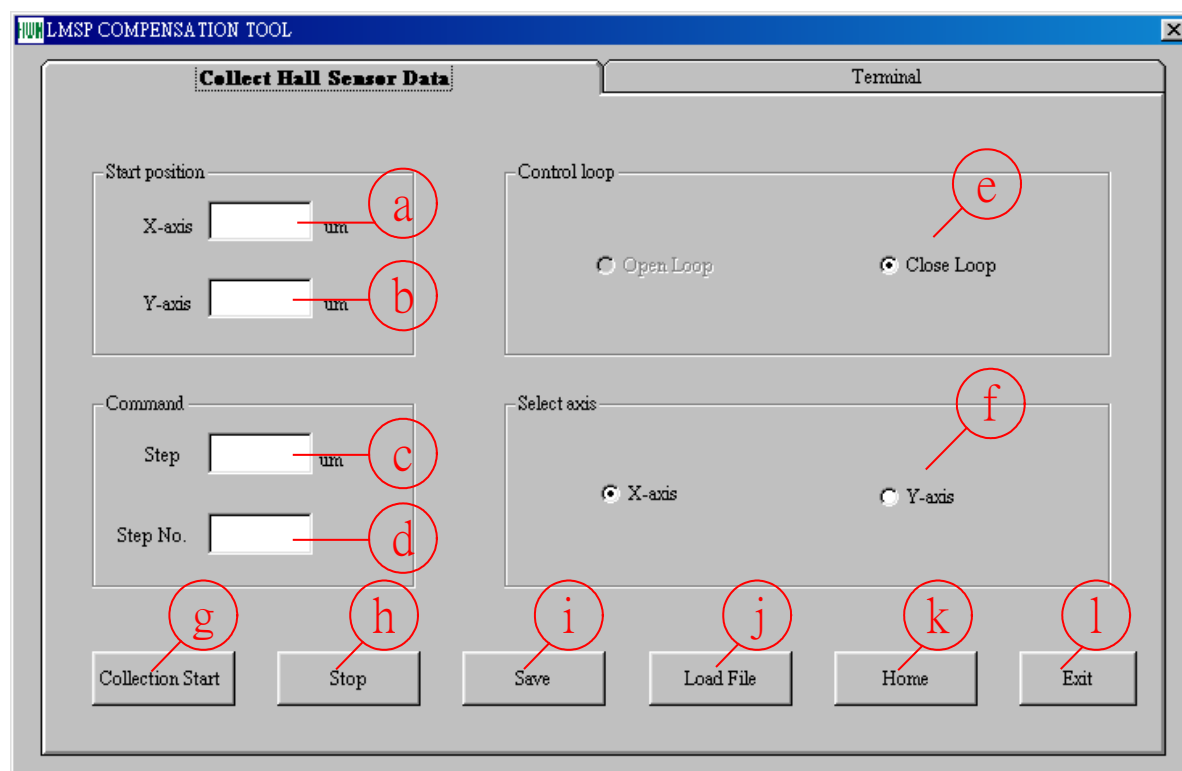 HWN LMSP COMPENSATION TOOL
Collect Hall Sensor Data Terminal
Start position Control loop
X-axis um a e
Open Loop Close Loop
Y-axis um b
Command Select axis f
Step um c
X-axis Y-axis
Step No. d
g h i j k l
Collection Start Stop Save Load File Home Exit